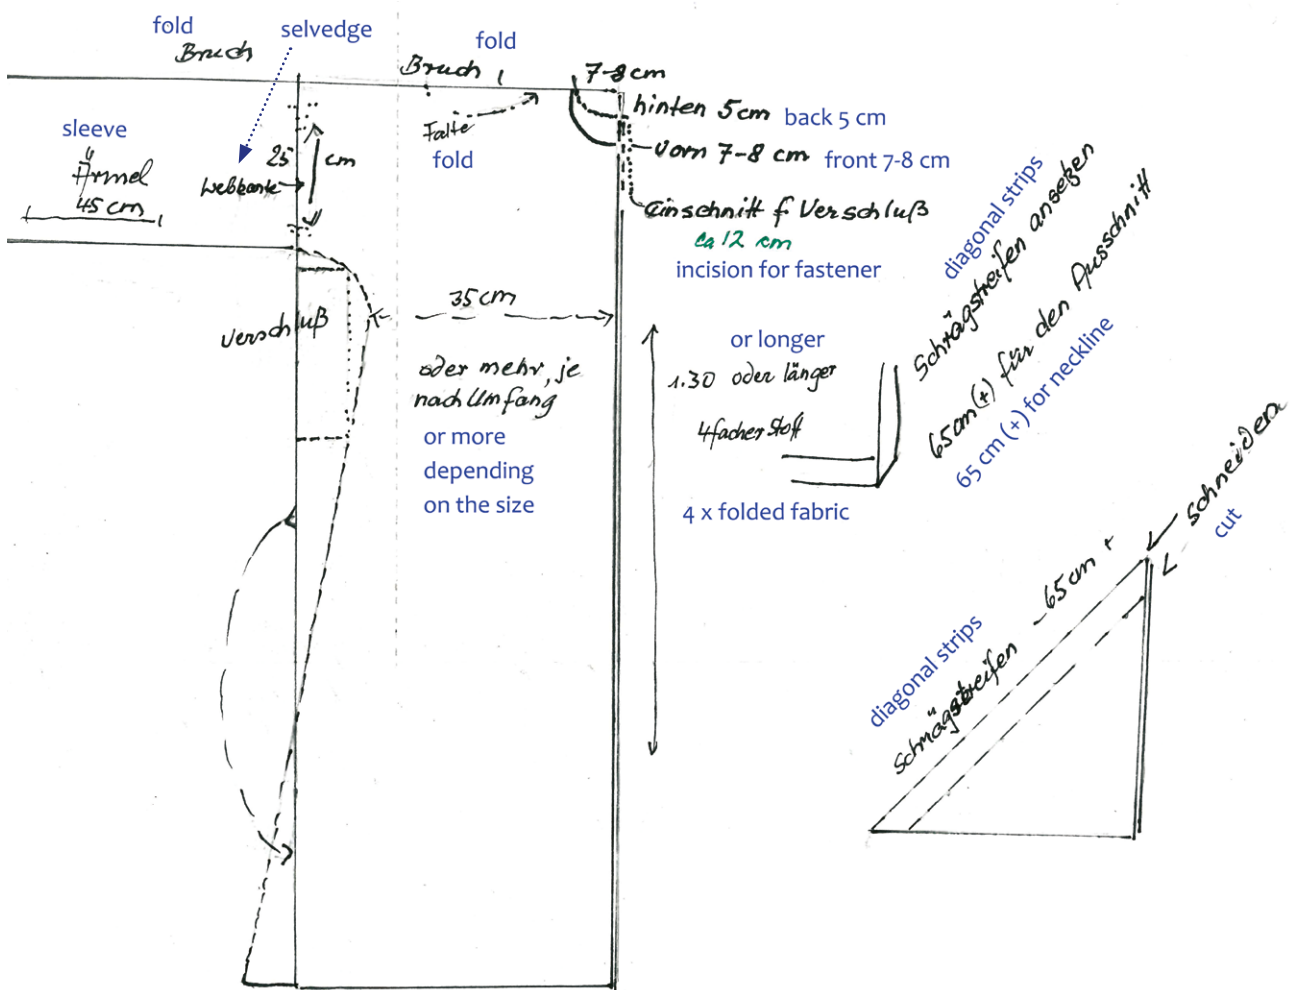 fold
Bruch
selvedge
fold
Bruch
7-8 cm
hinten 5 cm
back 5 cm
Falte
fold
vorn 7-8 cm
front 7-8 cm
sleeve
Ärmel
45 cm
25 cm
Webkante
Einschnitt f Verschluß
ca 12 cm
incision for fastener
diagonal strips
Schrägstreifen ansetzen
65 cm (+) für den Ausschnitt
65 cm (+) for neckline
Verschluß
35 cm
oder mehr, je
nach Umfang
or more
depending
on the size
or longer
1.30 oder länger
4facher Stoff
4 x folded fabric
schneiden
cut
diagonal strips
Schrägstreifen - 65 cm +